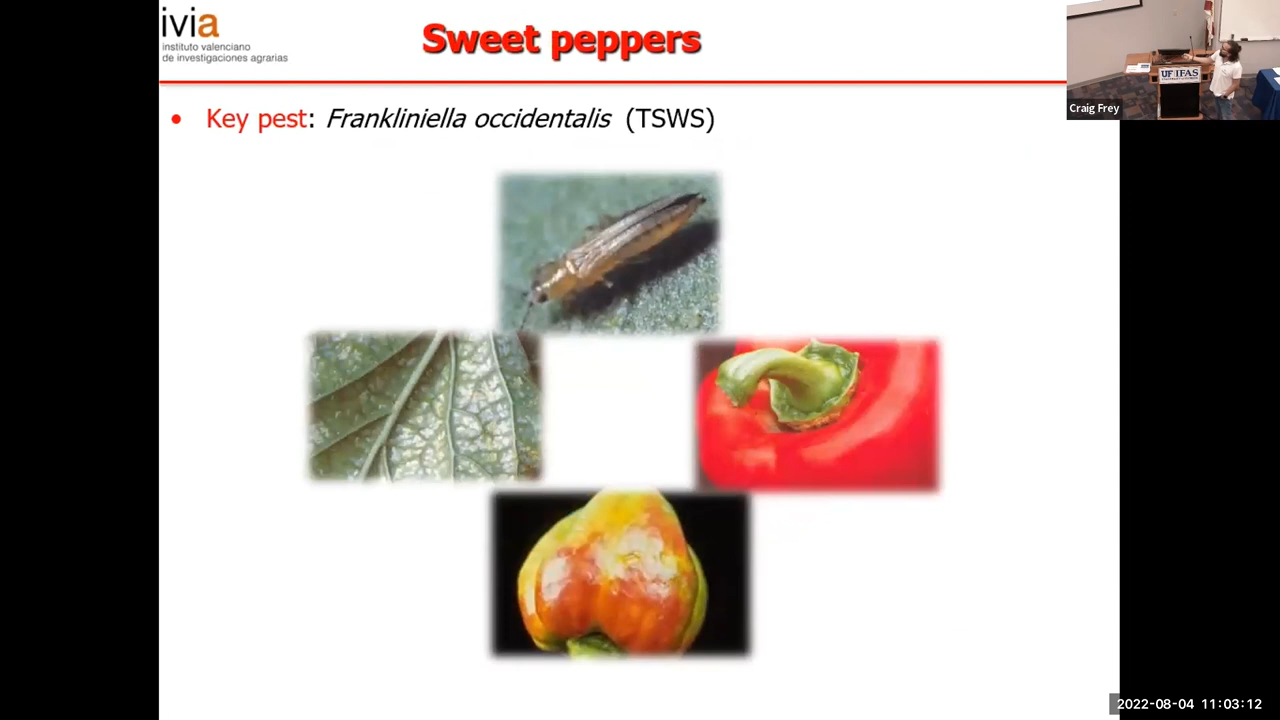 ivia
instituto valenciano
de investigaciones agrarias
Sweet peppers
• Key pest: Frankliniella occidentalis (TSWS)
UF IFAS
Craig Frey
2022-08-04 11:03:12